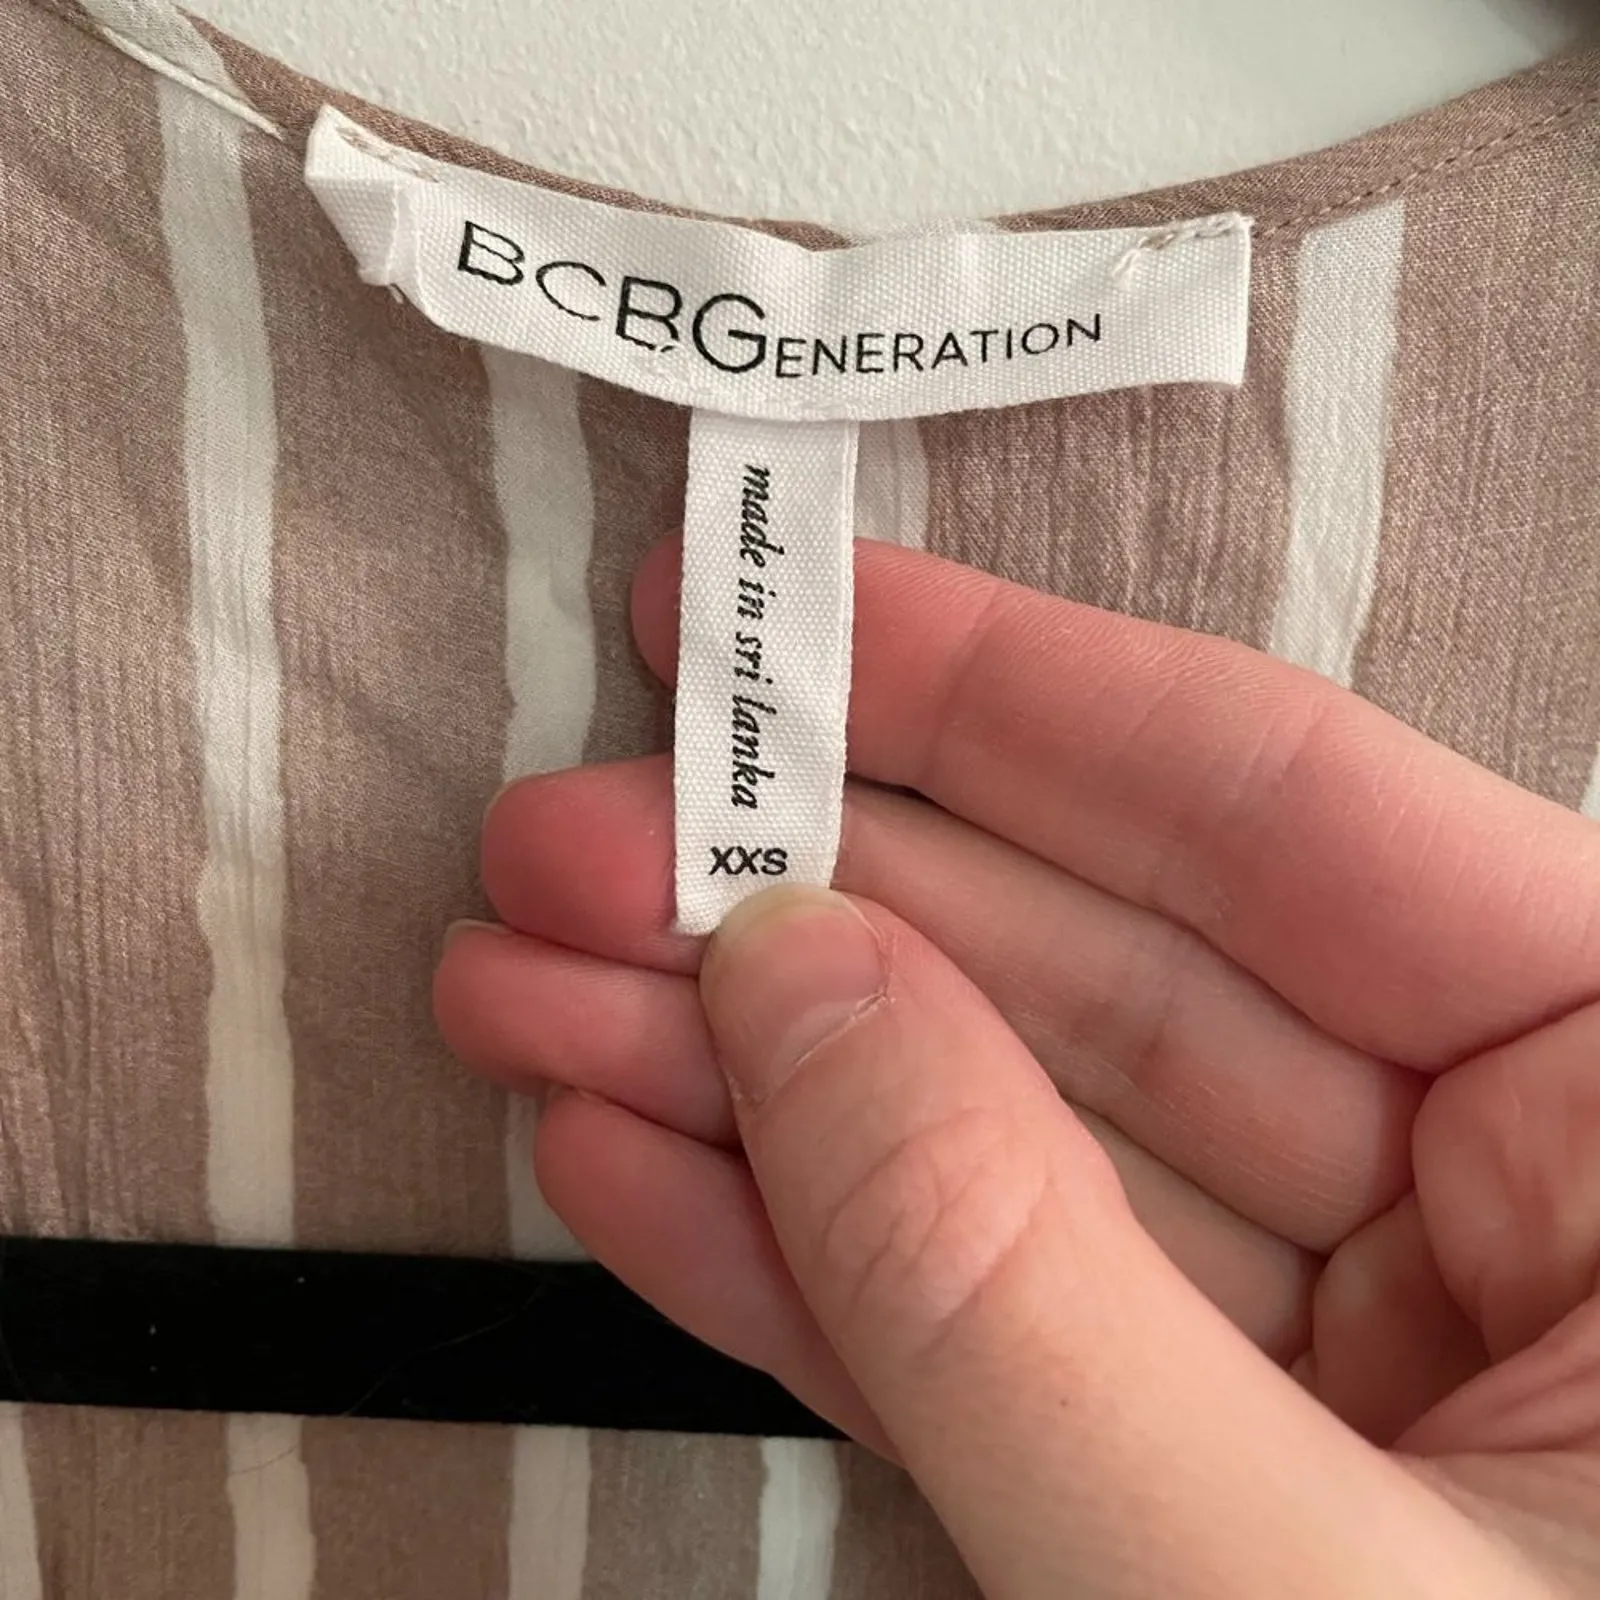 BCBGENERATION
made in sri lanka
XXS